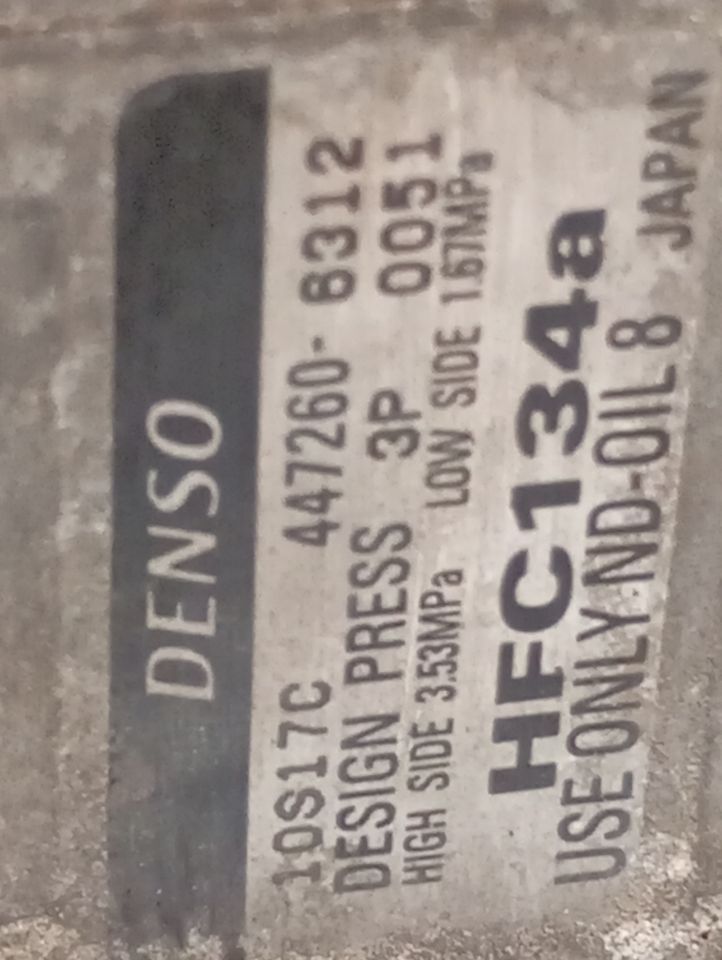 DENSO
10S17C 447260- 8312
DESIGN PRESS 3P 0051
HIGH SIDE 3.53MPa LOW SIDE 1.67MPa
HFC134a
USE ONLY ND-OIL 8 JAPAN